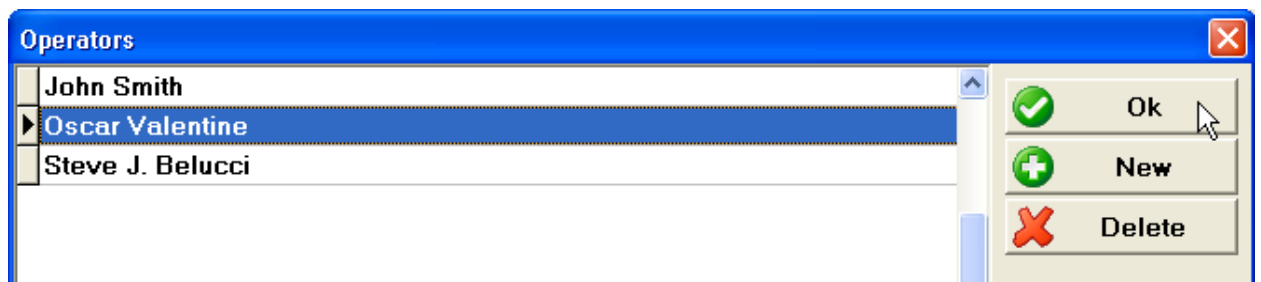 Operators
John Smith
Oscar Valentine
Steve J. Belucci
Ok
New
Delete